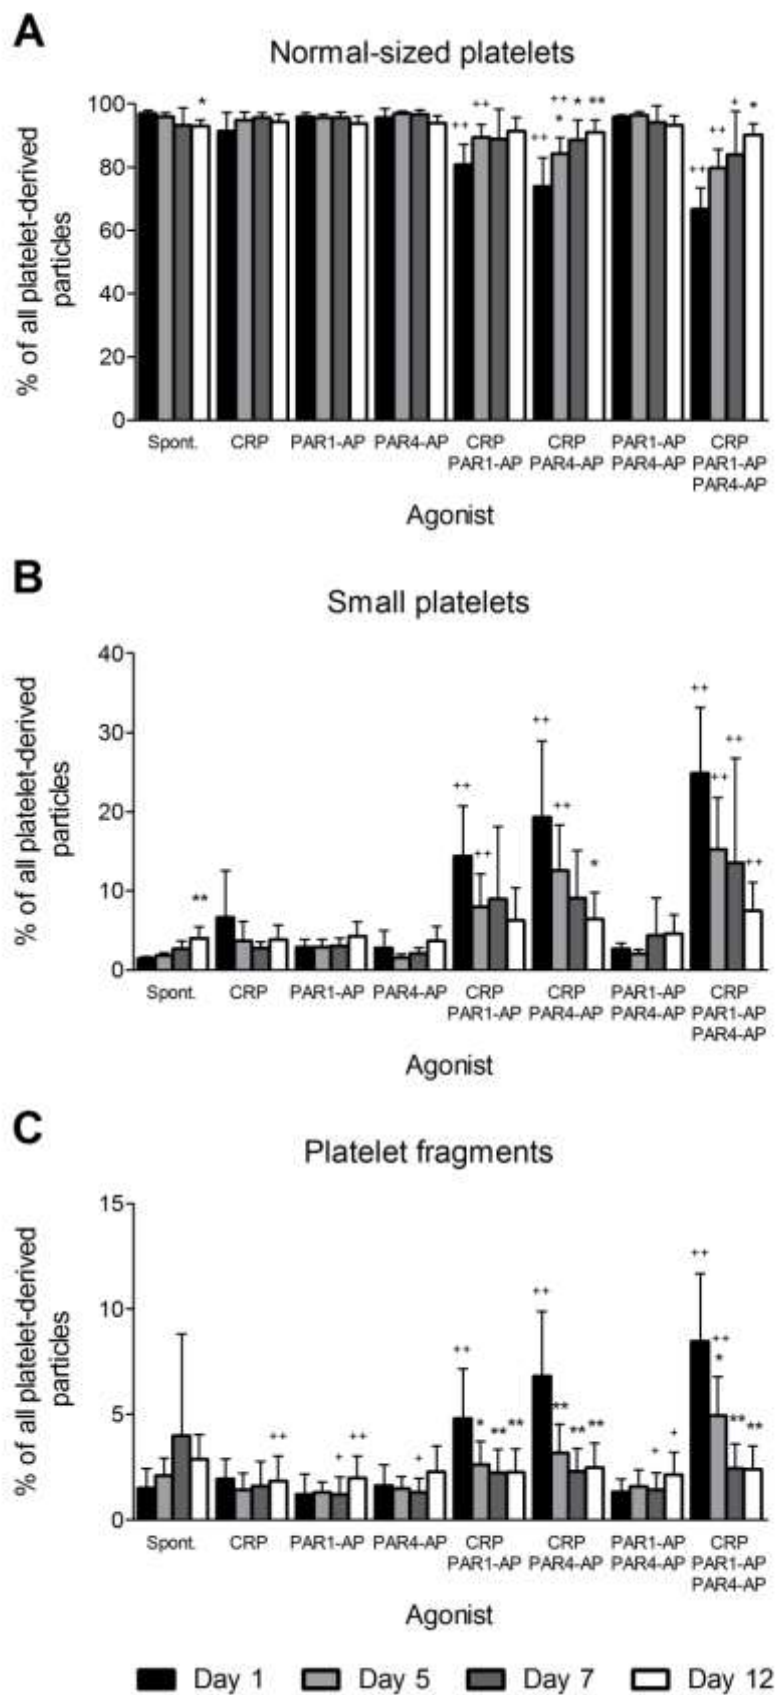 A
Normal-sized platelets
% of all platelet-derived
particles
100
80
60
40
20
0
*
++
++
++
++
*
*
**
++
++
+
*
Spont.
CRP
PAR1-AP
PAR4-AP
CRP
PAR1-AP
CRP
PAR4-AP
PAR1-AP
PAR4-AP
CRP
PAR1-AP
PAR4-AP
Agonist
B
Small platelets
% of all platelet-derived
particles
40
30
20
10
0
**
++
++
++
++
*
++
++
++
++
Spont.
CRP
PAR1-AP
PAR4-AP
CRP
PAR1-AP
CRP
PAR4-AP
PAR1-AP
PAR4-AP
CRP
PAR1-AP
PAR4-AP
Agonist
C
Platelet fragments
% of all platelet-derived
particles
15
10
5
0
++
+
++
+
++
*
**
**
++
**
**
**
+
+
++
++
*
**
**
Spont.
CRP
PAR1-AP
PAR4-AP
CRP
PAR1-AP
CRP
PAR4-AP
PAR1-AP
PAR4-AP
CRP
PAR1-AP
PAR4-AP
Agonist
Day 1 Day 5 Day 7 Day 12